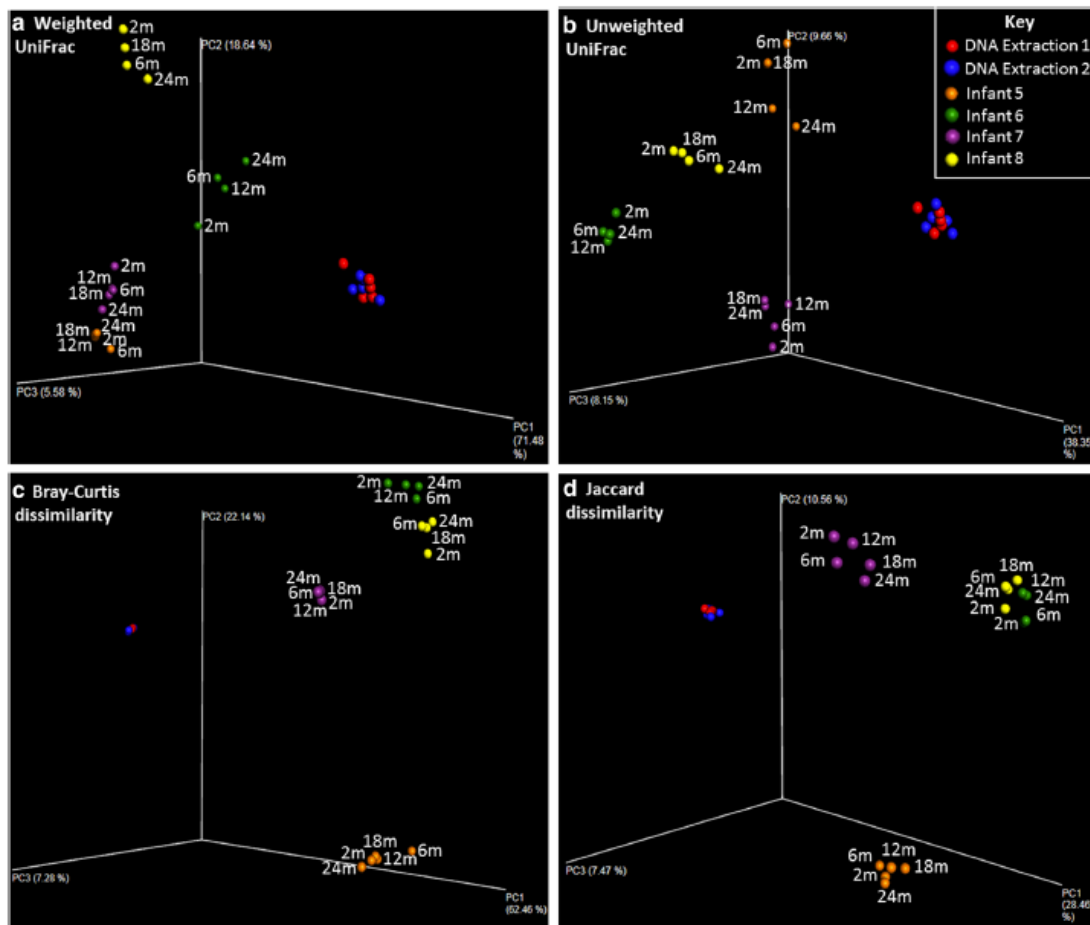 a Weighted
UniFrac
PC2 (18.64 %)
2m
18m
6m
24m
24m
6m
12m
2m
2m
12m
6m
18m
24m
24m
18m
2m
12m
6m
PC3 (5.58 %)
PC1
(71.48
%)
b Unweighted
UniFrac
PC2 (9.66 %)
6m
2m 18m
12m
24m
18m
2m
6m
24m
2m
6m
24m
12m
18m
12m
24m
6m
2m
PC3 (8.15 %)
PC1
(38.35
%)
Key
DNA Extraction 1
DNA Extraction 2
Infant 5
Infant 6
Infant 7
Infant 8
c Bray-Curtis
dissimilarity
PC2 (22.14 %)
2m
24m
12m
6m
6m
24m
18m
2m
24m
6m
18m
12m
2m
18m
2m
12m
6m
24m
PC3 (7.28 %)
PC1
(52.46 %)
d Jaccard
dissimilarity
PC2 (10.56 %)
2m
12m
6m
18m
24m
18m
6m
12m
24m
24m
2m
6m
2m
12m
6m
18m
2m
24m
PC3 (7.47 %)
PC1
(28.46
%)